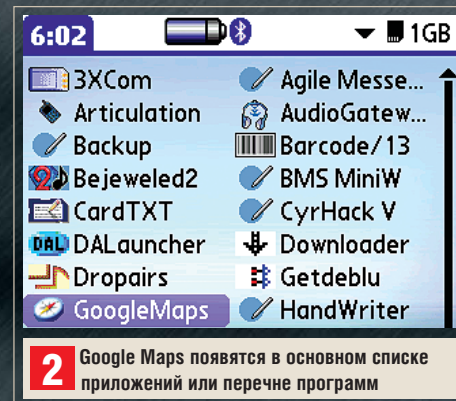 6:02 1GB
3XCom Agile Messe...
Articulation AudioGatew...
Backup Barcode/13
Bejeweled2 BMS MiniW
CardTXT CyrHack V
DAL DALauncher Downloader
Dropairs Getdeblu
GoogleMaps HandWriter
2 Google Maps появятся в основном списке
приложений или перечне программ